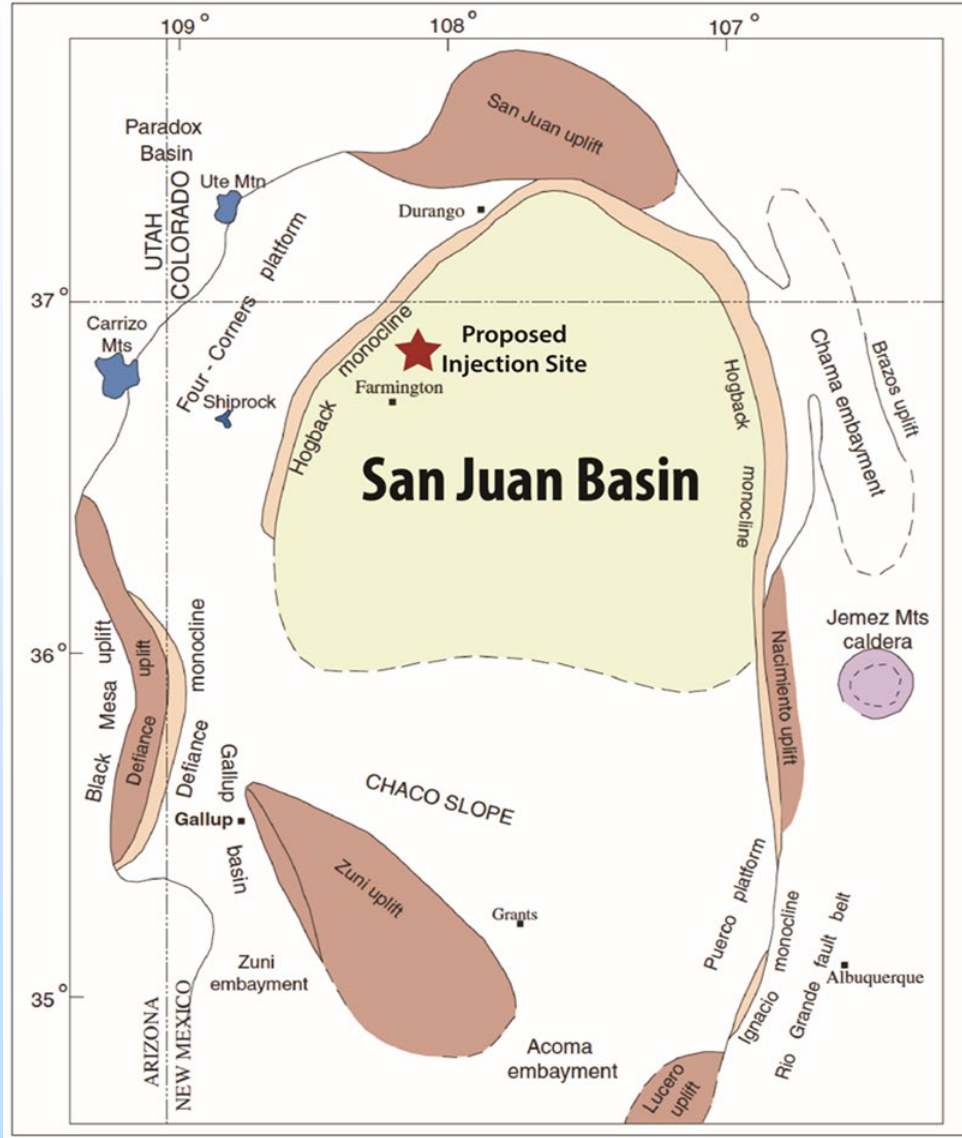 109°
108°
107°
San Juan uplift
Paradox
Basin
Ute Mtn
UTAH
COLORADO
Durango
Four - Corners platform
37°
Carrizo
Mts
Shiprock
Hogback monocline
Proposed
Injection Site
Farmington
San Juan Basin
Hogback monocline
Chama embayment
Brazos uplift
36°
Black Mesa uplift
Defiance uplift
Defiance monocline
Nacimiento uplift
Jemez Mts
caldera
Gallup basin
Gallup
CHACO SLOPE
Zuni uplift
Grants
Zuni
embayment
Puerco platform
Ignacio monocline
Rio Grande fault belt
Albuquerque
35°
ARIZONA
NEW MEXICO
Acoma
embayment
Lucero
uplift